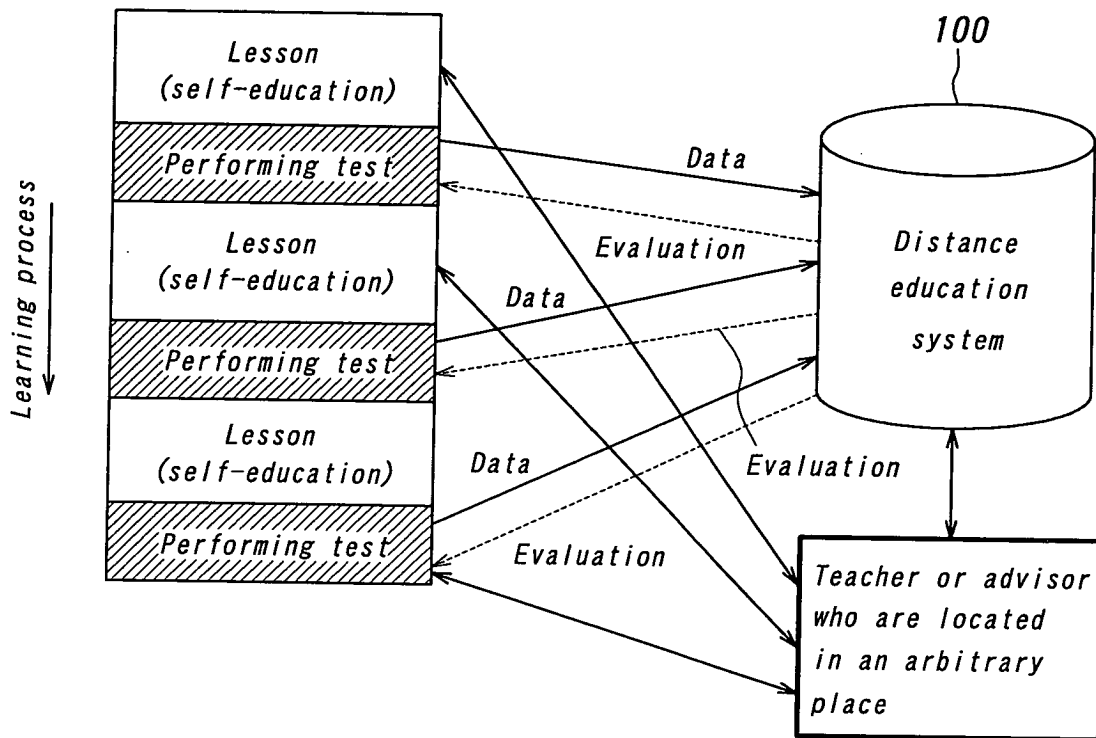 Learning process
Lesson
(self-education)
Performing test
Lesson
(self-education)
Performing test
Lesson
(self-education)
Performing test
Data
Evaluation
Data
Evaluation
Data
Evaluation
100
Distance
education
system
Teacher or advisor
who are located
in an arbitrary
place